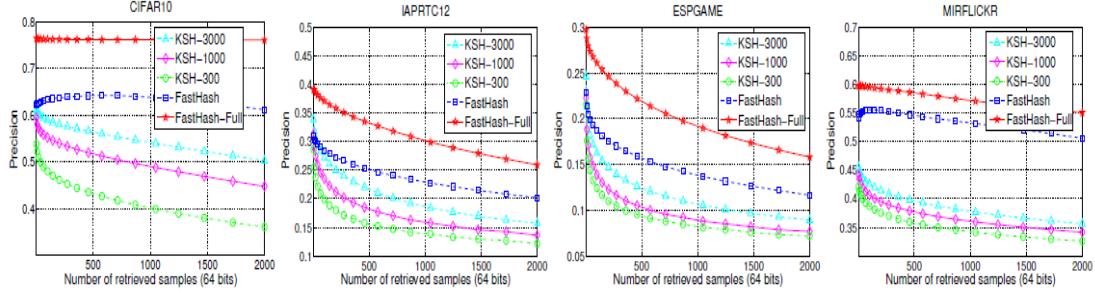 CIFAR10
0.8
0.7
0.6
0.5
0.4
Precision
500
1000
1500
2000
Number of retrieved samples (64 bits)
KSH−3000
KSH−1000
KSH−300
FastHash
FastHash−Full
IAPRTC12
0.5
0.45
0.4
0.35
0.3
0.25
0.2
0.15
0.1
Precision
500
1000
1500
2000
Number of retrieved samples (64 bits)
KSH−3000
KSH−1000
KSH−300
FastHash
FastHash−Full
ESPGAME
0.3
0.25
0.2
0.15
0.1
0.05
Precision
500
1000
1500
2000
Number of retrieved samples (64 bits)
KSH−3000
KSH−1000
KSH−300
FastHash
FastHash−Full
MIRFLICKR
0.7
0.65
0.6
0.55
0.5
0.45
0.4
0.35
Precision
500
1000
1500
2000
Number of retrieved samples (64 bits)
KSH−3000
KSH−1000
KSH−300
FastHash
FastHash−Full